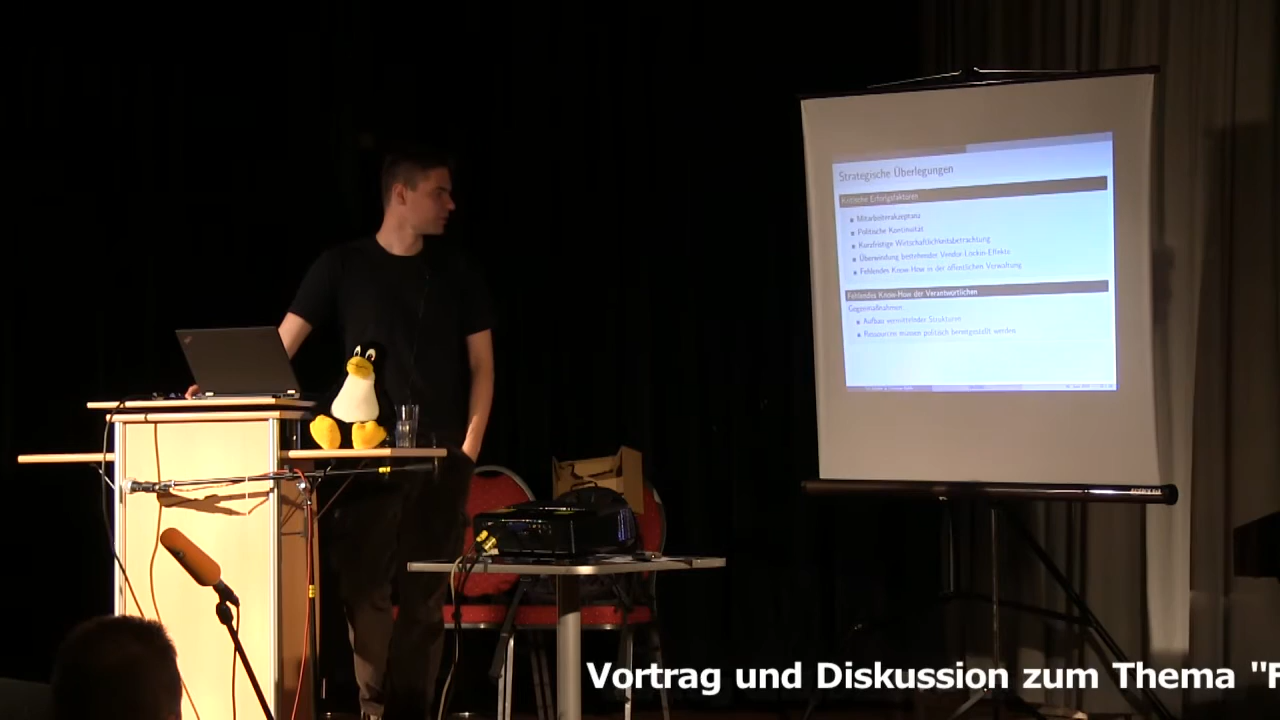 Strategische Überlegungen
Kritische Erfolgsfaktoren
Mitarbeiterakzeptanz
Politische Kontinuität
Kurzfristige Wirtschaftlichkeitsbetrachtung
Überwindung bestehender Vendor-Lockin-Effekte
Fehlendes Know-How in der öffentlichen Verwaltung
Fehlendes Know-How der Verantwortlichen
Gegenmaßnahmen
Aufbau vermittelnder Strukturen
Ressourcen müssen politisch bereitgestellt werden
Vortrag und Diskussion zum Thema "F